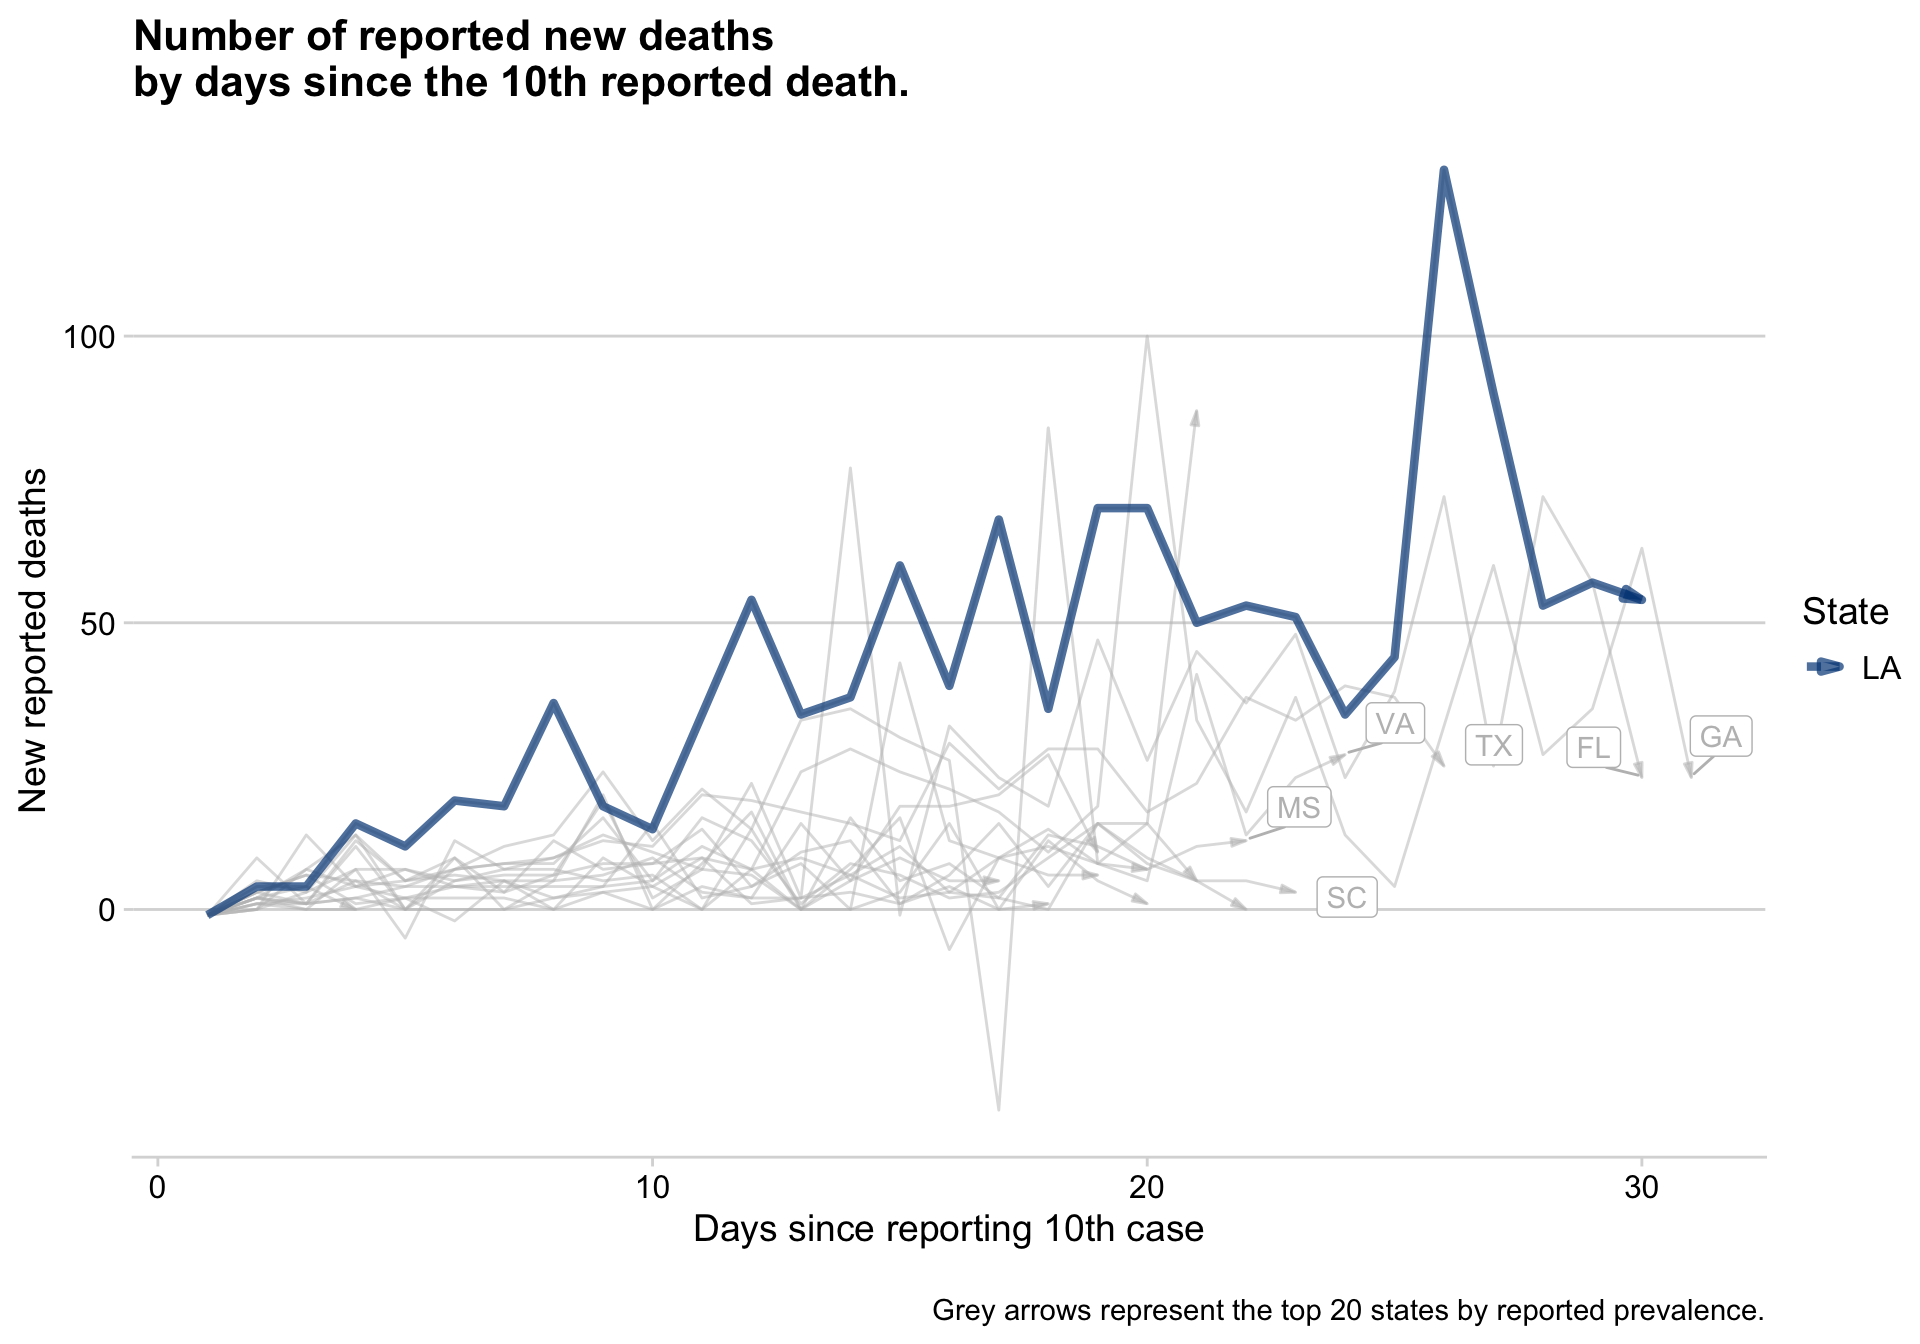 Number of reported new deaths
by days since the 10th reported death.
New reported deaths
100
50
0
VA
TX
FL
GA
MS
SC
State
LA
0
10
20
30
Days since reporting 10th case
Grey arrows represent the top 20 states by reported prevalence.